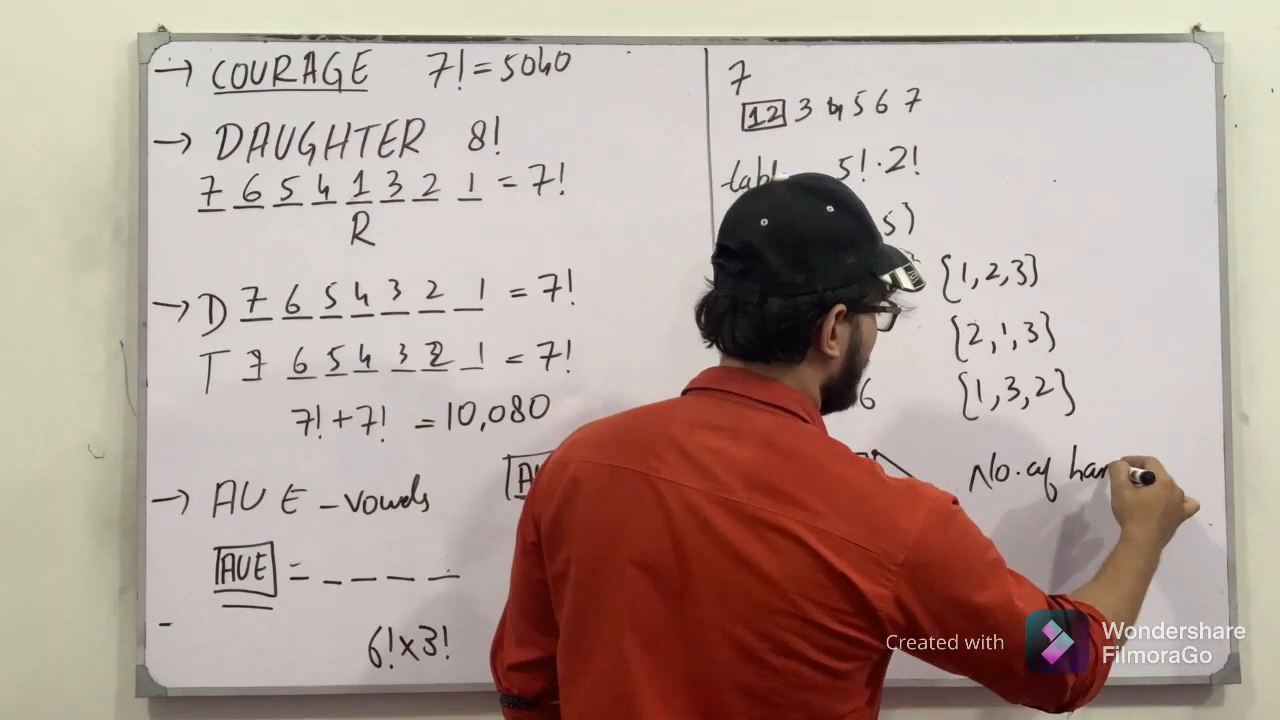 → COURAGE 7! = 5040
→ DAUGHTER 8!
7 6 5 4 1 3 2 1 = 7!
R
→ D 7 6 5 4 3 2 1 = 7!
T 7 6 5 4 3 2 1 = 7!
7! + 7! = 10,080
→ AUE - vowels
AUE = _ _ _ _ _
6! x 3!
7
12 3 4 5 6 7
5! · 2!
5)
{1,2,3}
{2,1,3}
6 {1,3,2}
No. of
Created with
Wondershare
FilmoraGo